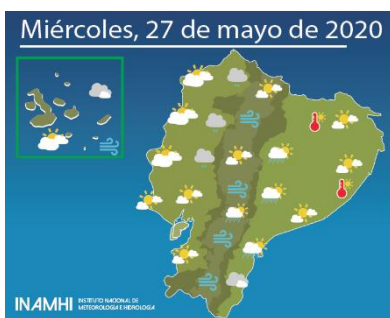 Miércoles, 27 de mayo de 2020
INAMHI
INSTITUTO NACIONAL DE
METEOROLOGÍA E HIDROLOGÍA